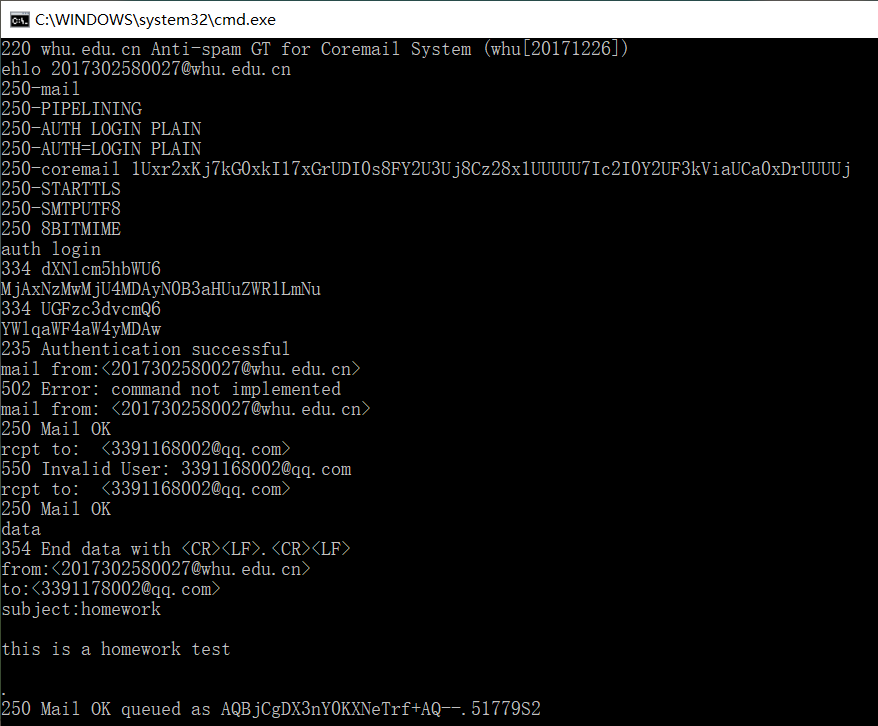 C:\WINDOWS\system32\cmd.exe
220 whu.edu.cn Anti-spam GT for Coremail System (whu[20171226])
ehlo 2017302580027@whu.edu.cn
250-mail
250-PIPELINING
250-AUTH LOGIN PLAIN
250-AUTH=LOGIN PLAIN
250-coremail 1Uxr2xKj7kG0xkI17xGrUDI0s8FY2U3Uj8Cz28x1UUUUU7Ic2I0Y2UF3kViaUCa0xDrUUUUj
250-STARTTLS
250-SMTPUTF8
250 8BITMIME
auth login
334 dXNlcm5hbWU6
MjAxNzMwMjU4MDAyN0B3aHUuZWR1LmNu
334 UGFzc3dvcmQ6
YWlqaWF4aW4yMDAw
235 Authentication successful
mail from:<2017302580027@whu.edu.cn>
502 Error: command not implemented
mail from: <2017302580027@whu.edu.cn>
250 Mail OK
rcpt to:  <3391168002@qq.com>
550 Invalid User: 3391168002@qq.com
rcpt to:  <3391168002@qq.com>
250 Mail OK
data
354 End data with <CR><LF>.<CR><LF>
from:<2017302580027@whu.edu.cn>
to:<3391178002@qq.com>
subject:homework
this is a homework test
.
250 Mail OK queued as AQBjCgDX3nY0KXNeTrf+AQ--.51779S2